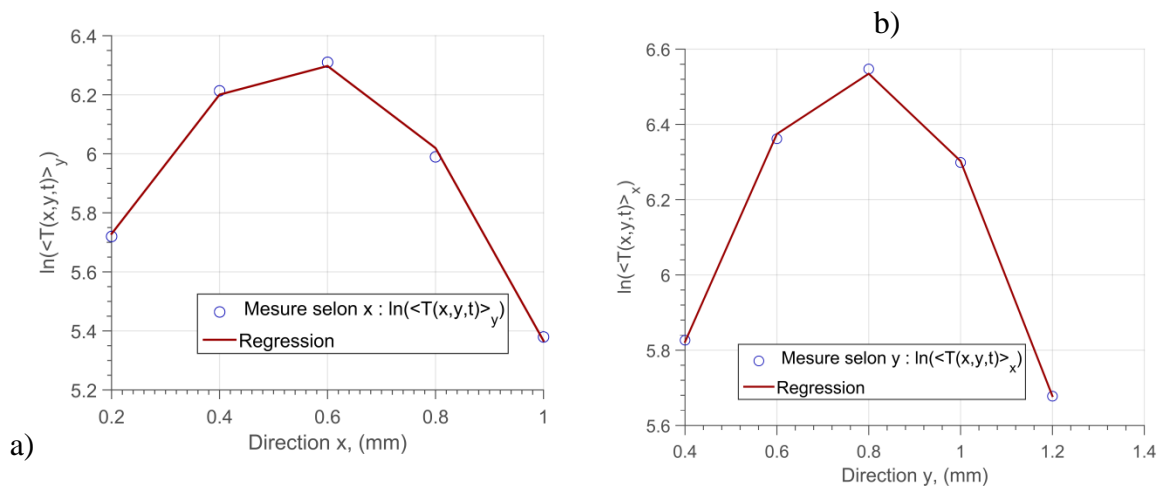 a)
6.4
6.2
6
5.8
5.6
5.4
5.2
ln(<T(x,y,t)>y)
Mesure selon x : ln(<T(x,y,t)>y)
Regression
0.2 0.4 0.6 0.8 1
Direction x, (mm)
b)
6.6
6.4
6.2
6
5.8
5.6
ln(<T(x,y,t)>x)
Mesure selon y : ln(<T(x,y,t)>x)
Regression
0.4 0.6 0.8 1 1.2 1.4
Direction y, (mm)